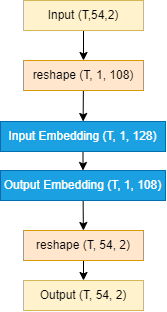 Input (T,54,2)
reshape (T, 1, 108)
Input Embedding (T, 1, 128)
Output Embedding (T, 1, 108)
reshape (T, 54, 2)
Output (T, 54, 2)